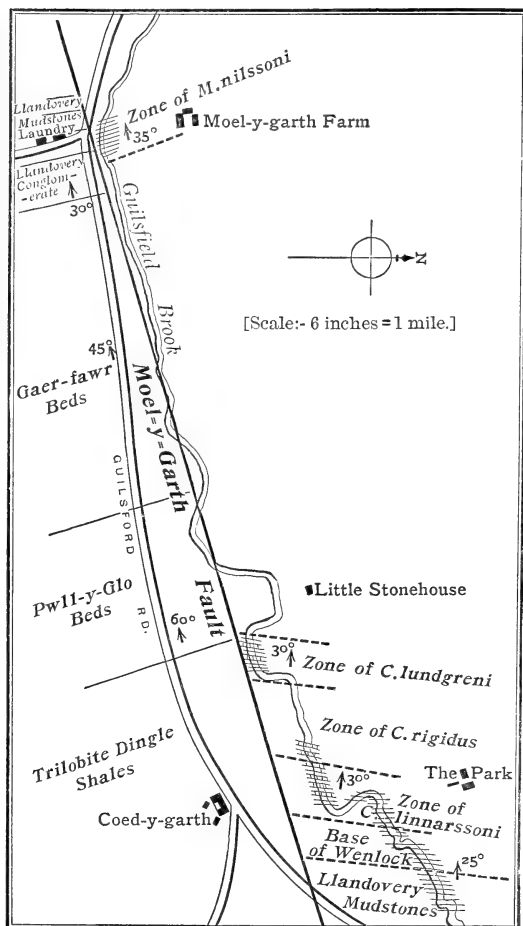 Llandovery
Mudstones
Laundry
Zone of M.nilssoni
35°
Moel-y-garth Farm
Llandovery
Conglom-
-erate
30°
Guilsfield
Brook
N
[Scale:- 6 inches = 1 mile.]
45°
Gaer-fawr
Beds
Moel=y=Garth
Fault
GUILSFORD
RD.
Pwll-y-Glo
Beds
60°
Little Stonehouse
30°
Zone of C.lundgreni
Zone of C.rigidus
Trilobite Dingle
Shales
Coed-y-garth
30°
The Park
Zone of
C. linnarssoni
Base
of Wenlock
25°
Llandovery
Mudstones